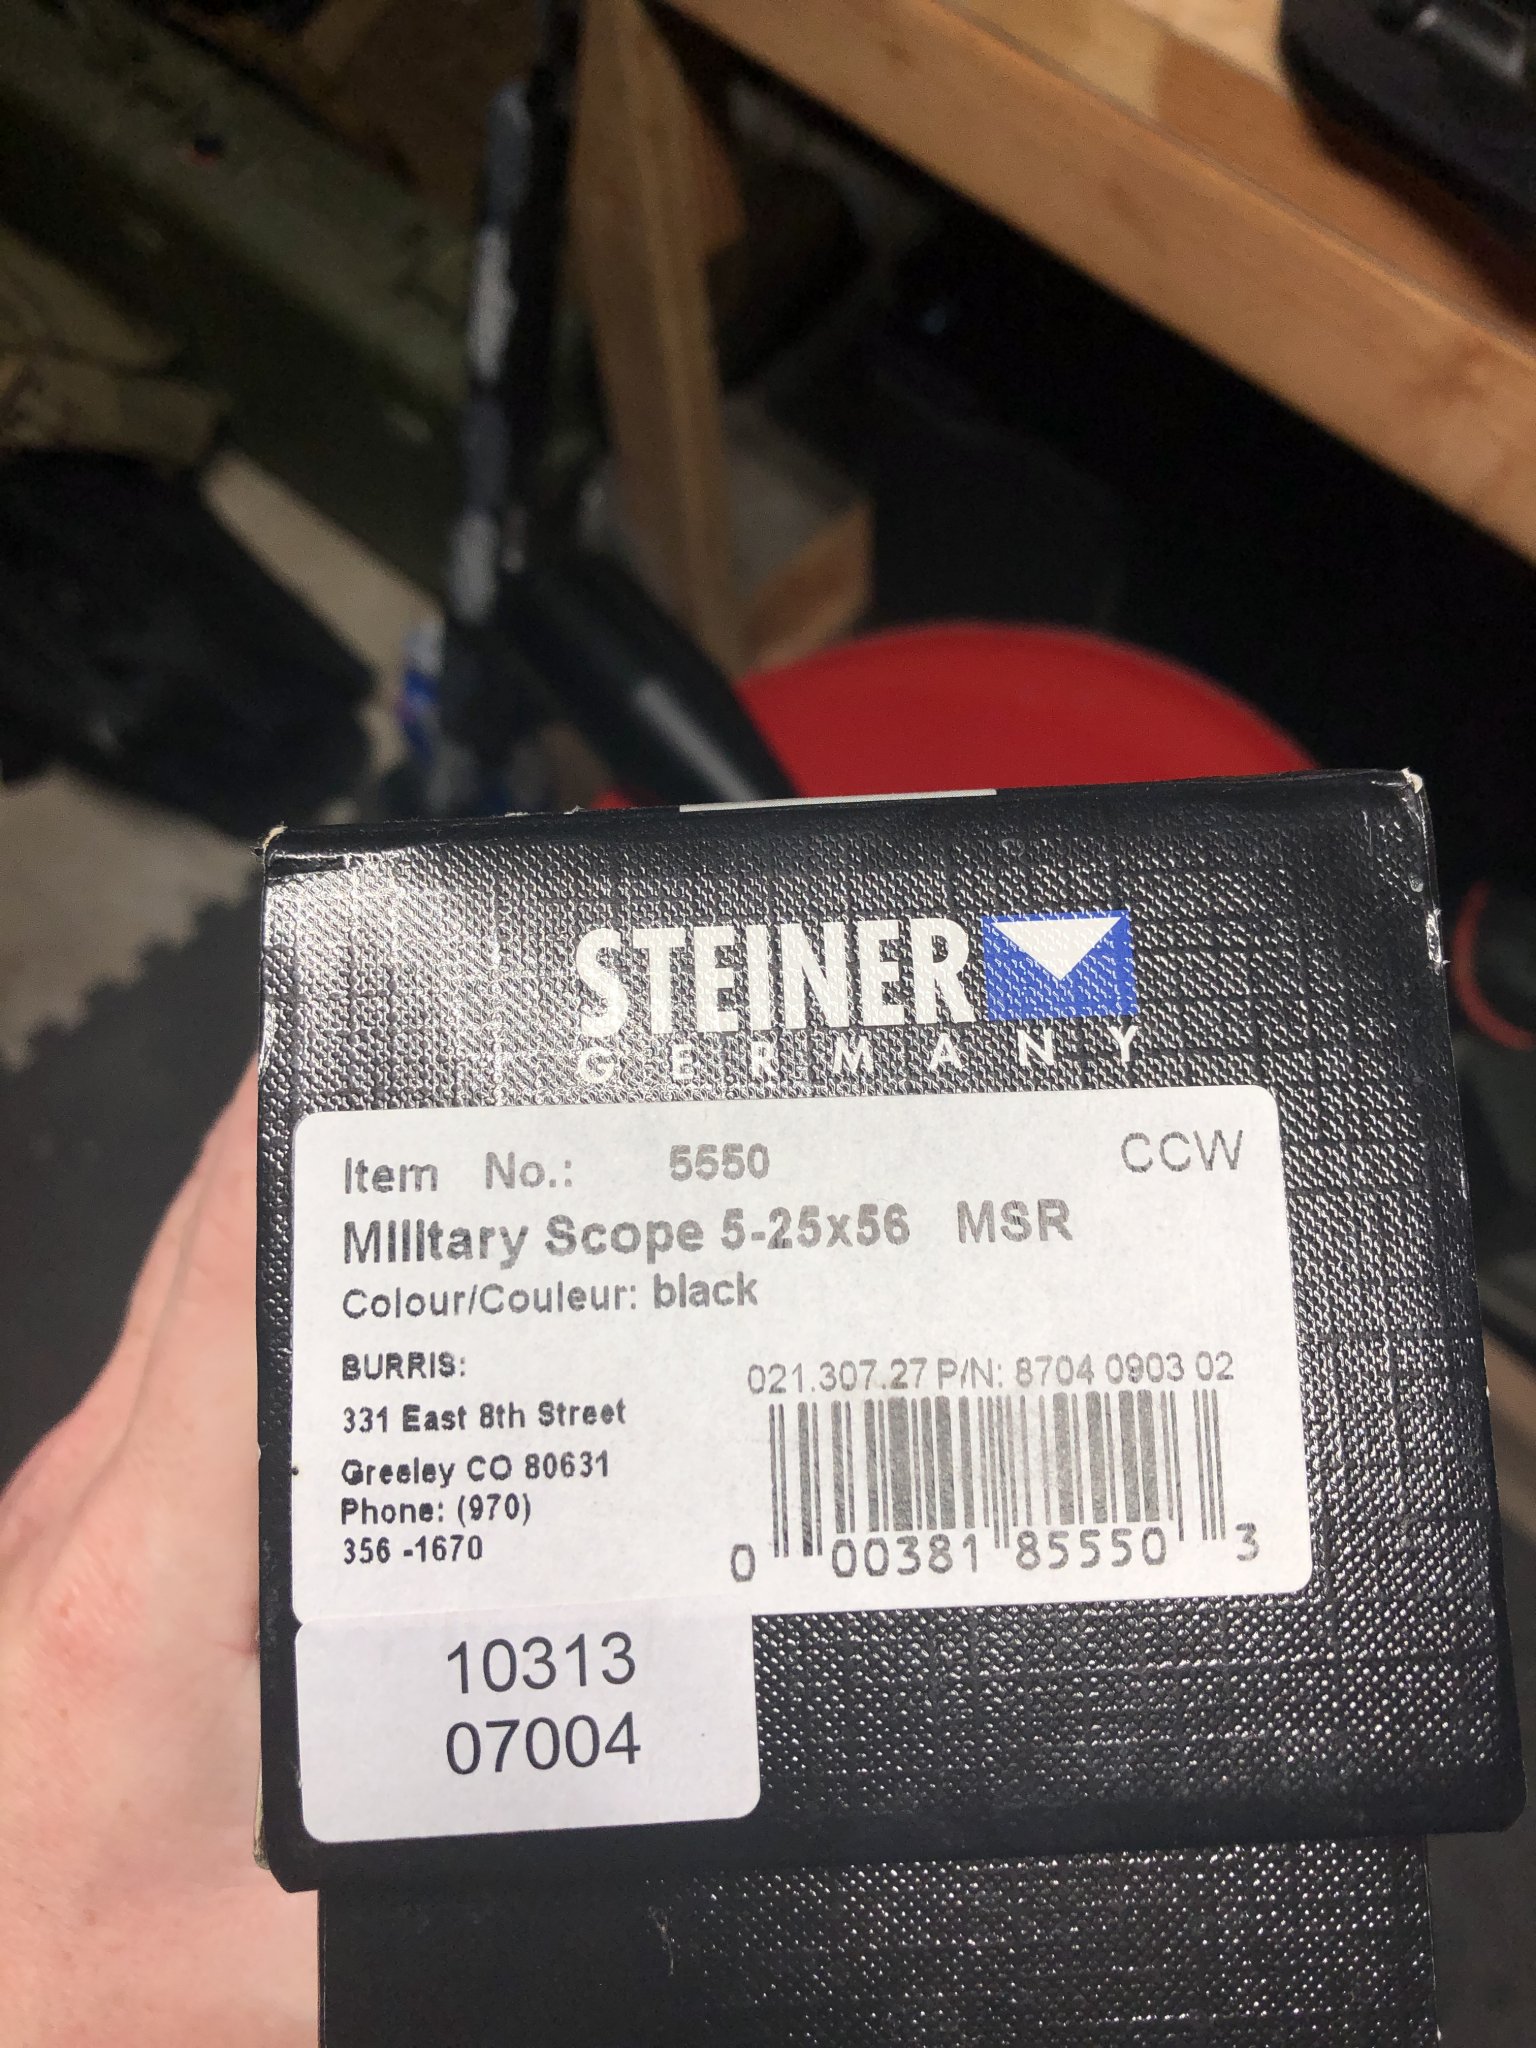 STEINER
GERMANY
Item No.: 5550 CCW
Military Scope 5-25x56 MSR
Colour/Couleur: black
BURRIS:
331 East 8th Street
Greeley CO 80631
Phone: (970)
356 -1670
021.307.27 P/N: 8704 0903 02
0 00381 85550 3
10313
07004